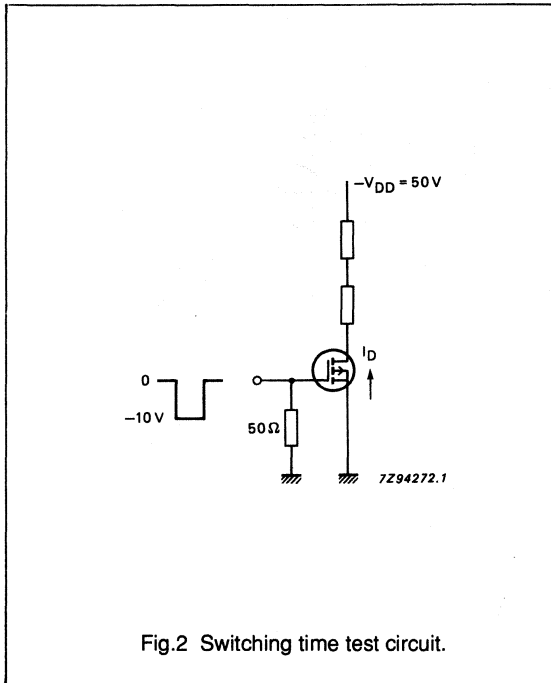 −VDD = 50 V
ID
0
−10 V
50 Ω
7Z94272.1
Fig.2 Switching time test circuit.